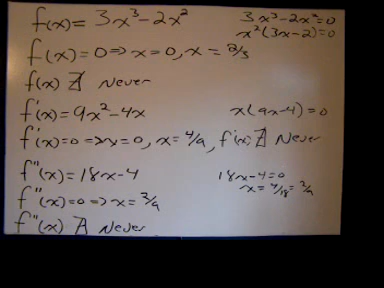 f(x) = 3x³ - 2x²
3x³ - 2x² = 0
x²(3x - 2) = 0
f(x) = 0 => x = 0, x = 2/3
f(x) ∄ Never
f'(x) = 9x² - 4x
x(9x - 4) = 0
f'(x) = 0 => x = 0, x = 4/9, f'(x) ∄ Never
f''(x) = 18x - 4
18x - 4 = 0
x = 4/18 = 2/9
f''(x) = 0 => x = 2/9
f''(x) ∄ Never